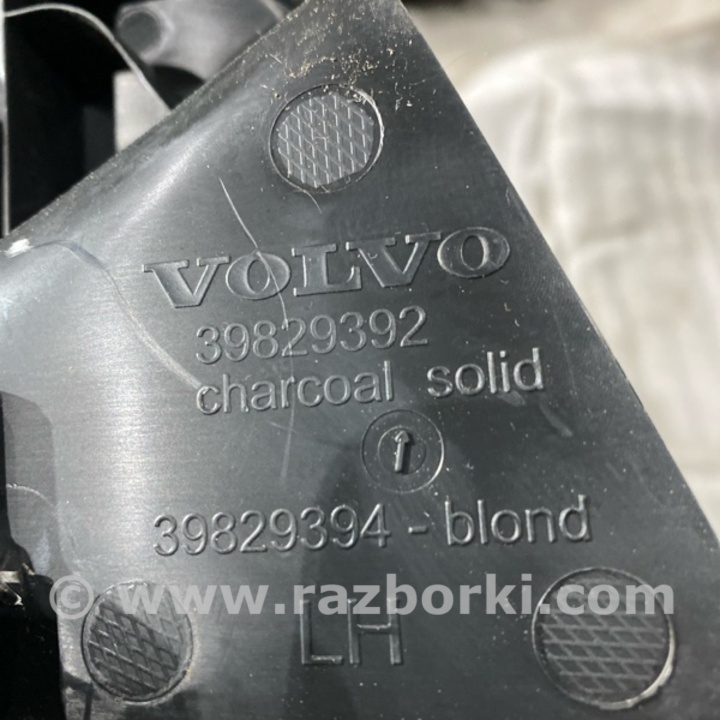 VOLVO
39829392
charcoal solid
39829394 - blond
© www.razborki.com
LH